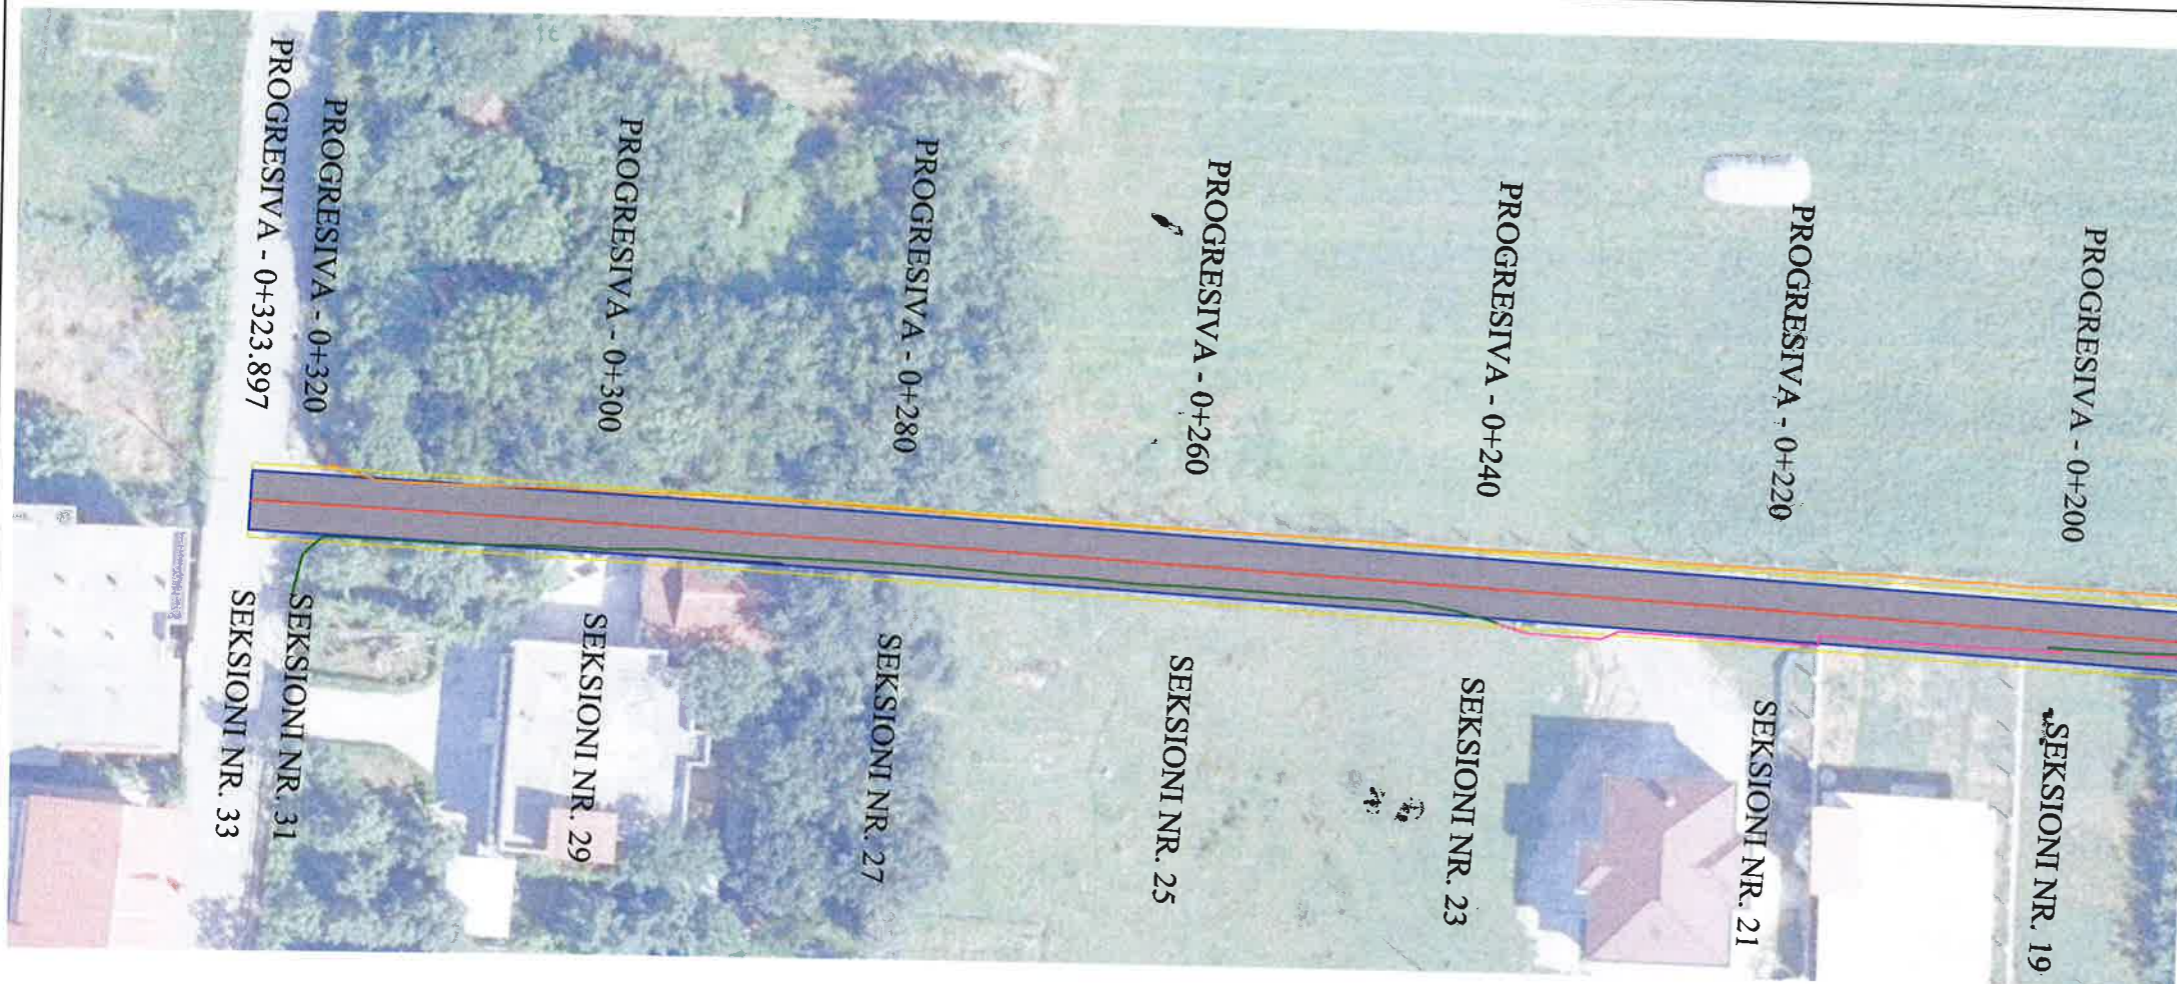 PROGRESIVA - 0+323.897
PROGRESIVA - 0+320
PROGRESIVA - 0+300
PROGRESIVA - 0+280
PROGRESIVA - 0+260
PROGRESIVA - 0+240
PROGRESIVA - 0+220
PROGRESIVA - 0+200
SEKSIONI NR. 33
SEKSIONI NR. 31
SEKSIONI NR. 29
SEKSIONI NR. 27
SEKSIONI NR. 25
SEKSIONI NR. 23
SEKSIONI NR. 21
SEKSIONI NR. 19